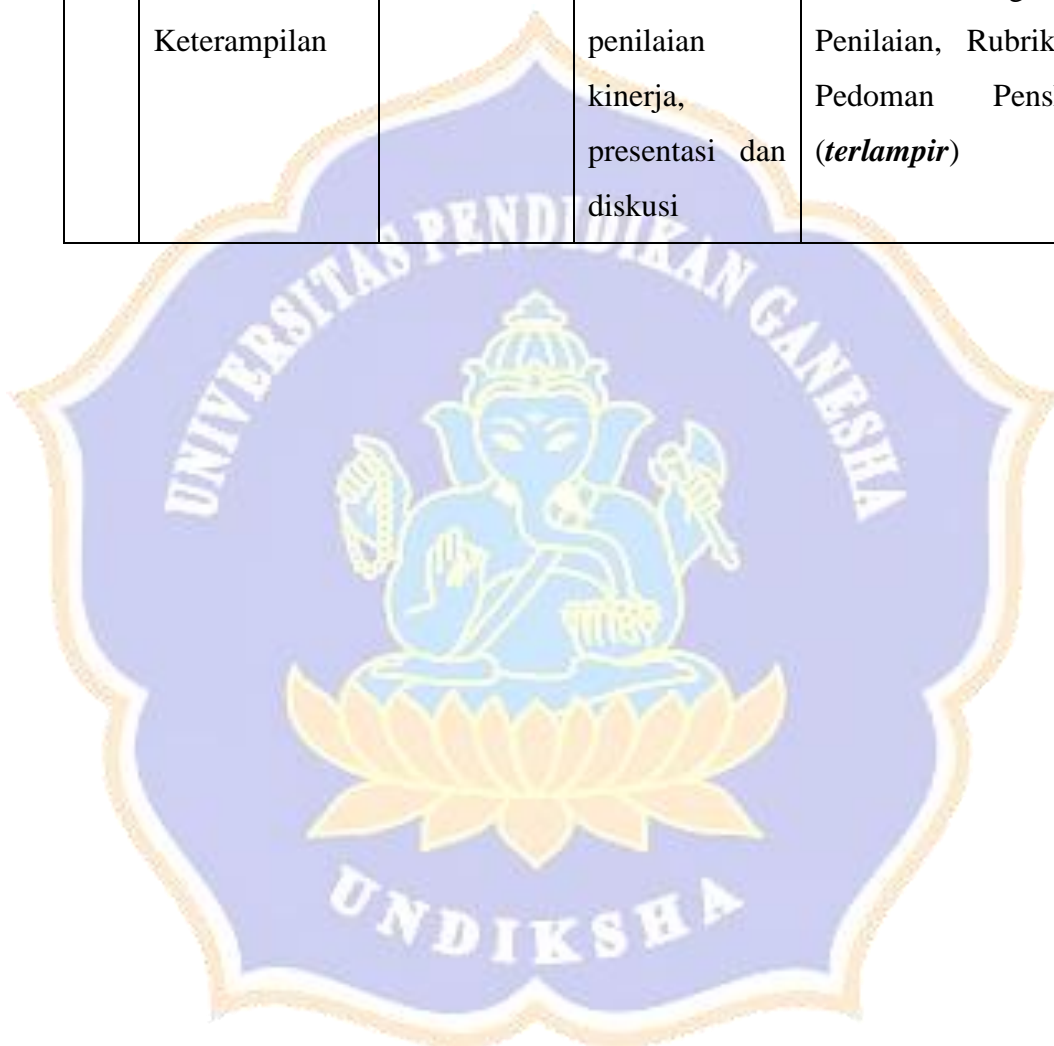 Keterampilan
penilaian
kinerja,
presentasi dan
diskusi
Penilaian, Rubrik
Pedoman
(terlampir)
UNIVERSITAS PENDIDIKAN GANESHA
UNDIKSHA